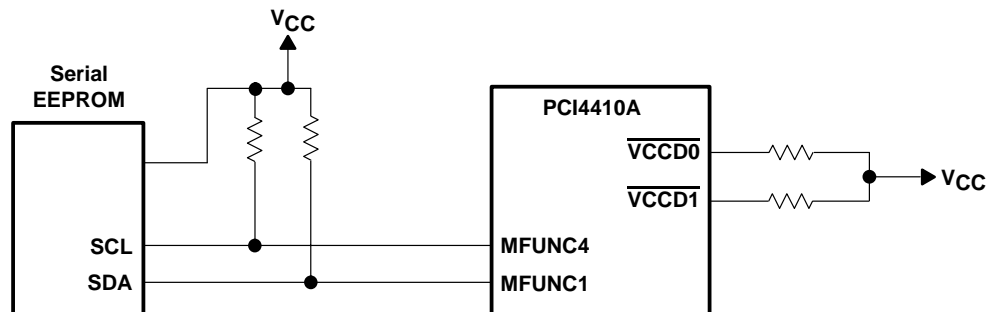 VCC
Serial
EEPROM
PCI4410A
VCCD0
VCC
VCCD1
SCL
MFUNC4
SDA
MFUNC1